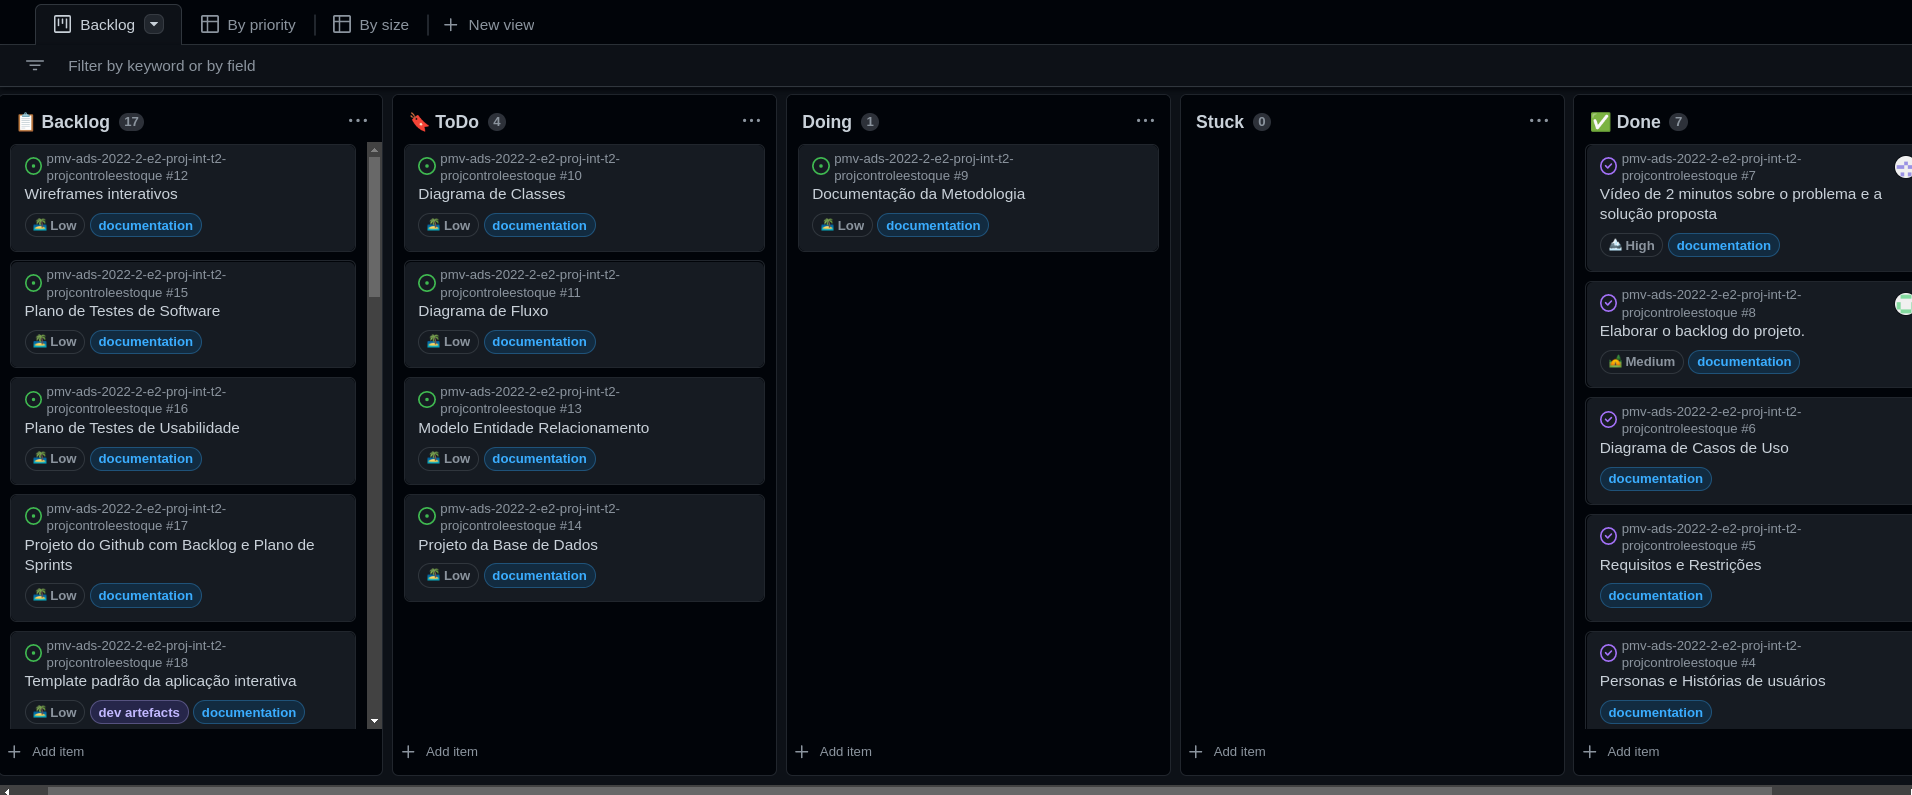 Backlog
By priority
By size
New view
Filter by keyword or by field
Backlog 17
pmv-ads-2022-2-e2-proj-int-t2-
projcontroleestoque #12
Wireframes interativos
Low documentation
pmv-ads-2022-2-e2-proj-int-t2-
projcontroleestoque #15
Plano de Testes de Software
Low documentation
pmv-ads-2022-2-e2-proj-int-t2-
projcontroleestoque #16
Plano de Testes de Usabilidade
Low documentation
pmv-ads-2022-2-e2-proj-int-t2-
projcontroleestoque #17
Projeto do Github com Backlog e Plano de
Sprints
Low documentation
pmv-ads-2022-2-e2-proj-int-t2-
projcontroleestoque #18
Template padrão da aplicação interativa
Low dev artefacts documentation
Add item
ToDo 4
pmv-ads-2022-2-e2-proj-int-t2-
projcontroleestoque #10
Diagrama de Classes
Low documentation
pmv-ads-2022-2-e2-proj-int-t2-
projcontroleestoque #11
Diagrama de Fluxo
Low documentation
pmv-ads-2022-2-e2-proj-int-t2-
projcontroleestoque #13
Modelo Entidade Relacionamento
Low documentation
pmv-ads-2022-2-e2-proj-int-t2-
projcontroleestoque #14
Projeto da Base de Dados
Low documentation
Add item
Doing 1
pmv-ads-2022-2-e2-proj-int-t2-
projcontroleestoque #9
Documentação da Metodologia
Low documentation
Add item
Stuck 0
Add item
Done 7
pmv-ads-2022-2-e2-proj-int-t2-
projcontroleestoque #7
Vídeo de 2 minutos sobre o problema e a
solução proposta
High documentation
pmv-ads-2022-2-e2-proj-int-t2-
projcontroleestoque #8
Elaborar o backlog do projeto.
Medium documentation
pmv-ads-2022-2-e2-proj-int-t2-
projcontroleestoque #6
Diagrama de Casos de Uso
documentation
pmv-ads-2022-2-e2-proj-int-t2-
projcontroleestoque #5
Requisitos e Restrições
documentation
pmv-ads-2022-2-e2-proj-int-t2-
projcontroleestoque #4
Personas e Histórias de usuários
documentation
Add item